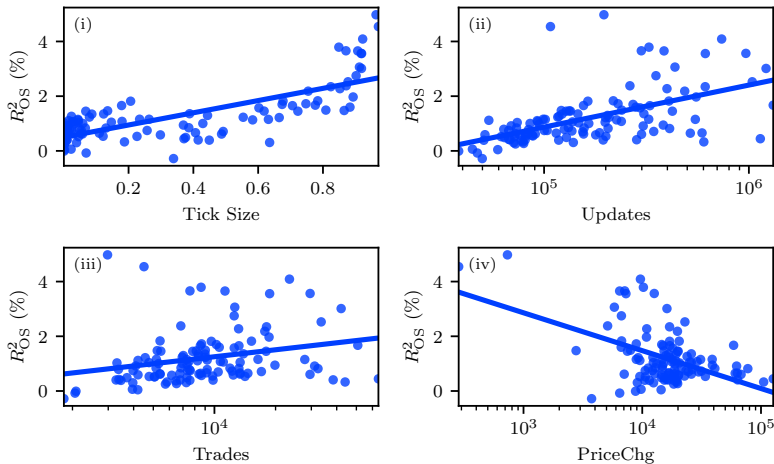 (i)
R²OS (%)
4
2
0
0.2 0.4 0.6 0.8
Tick Size
(ii)
R²OS (%)
4
2
0
10⁵ 10⁶
Updates
(iii)
R²OS (%)
4
2
0
10⁴
Trades
(iv)
R²OS (%)
4
2
0
10³ 10⁴ 10⁵
PriceChg